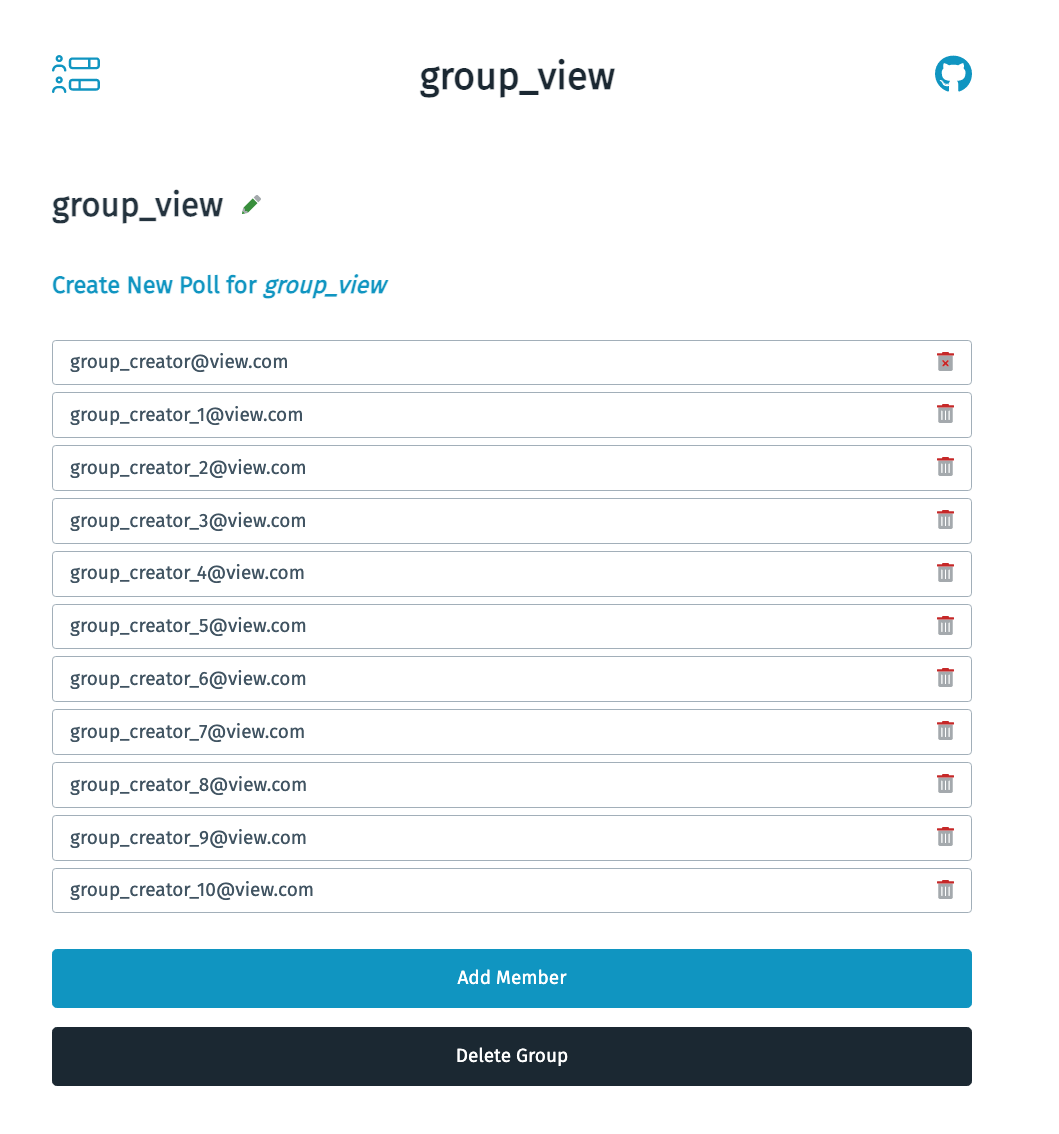 group_view
group_view
Create New Poll for group_view
group_creator@view.com
group_creator_1@view.com
group_creator_2@view.com
group_creator_3@view.com
group_creator_4@view.com
group_creator_5@view.com
group_creator_6@view.com
group_creator_7@view.com
group_creator_8@view.com
group_creator_9@view.com
group_creator_10@view.com
Add Member
Delete Group